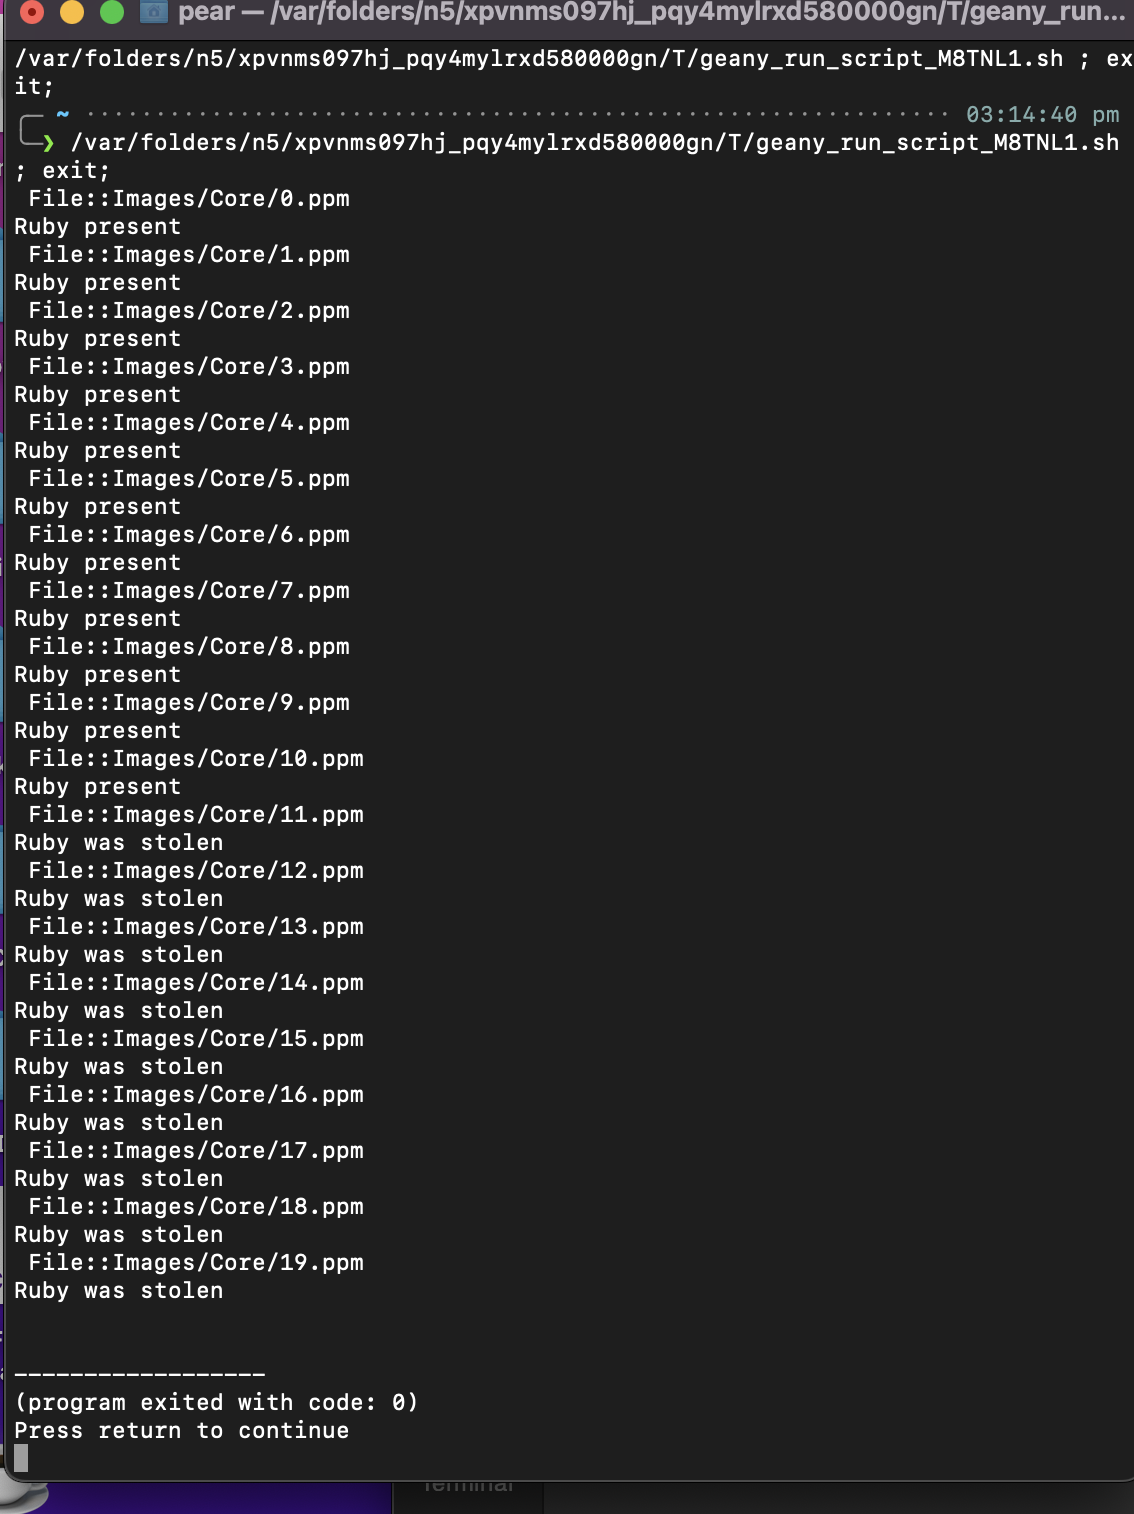 pear — /var/folders/n5/xpvnms097hj_pqy4mylrxd580000gn/T/geany_run...
/var/folders/n5/xpvnms097hj_pqy4mylrxd580000gn/T/geany_run_script_M8TNL1.sh ; ex
it;
~ 03:14:40 pm
❯ /var/folders/n5/xpvnms097hj_pqy4mylrxd580000gn/T/geany_run_script_M8TNL1.sh
; exit;
File::Images/Core/0.ppm
Ruby present
File::Images/Core/1.ppm
Ruby present
File::Images/Core/2.ppm
Ruby present
File::Images/Core/3.ppm
Ruby present
File::Images/Core/4.ppm
Ruby present
File::Images/Core/5.ppm
Ruby present
File::Images/Core/6.ppm
Ruby present
File::Images/Core/7.ppm
Ruby present
File::Images/Core/8.ppm
Ruby present
File::Images/Core/9.ppm
Ruby present
File::Images/Core/10.ppm
Ruby present
File::Images/Core/11.ppm
Ruby was stolen
File::Images/Core/12.ppm
Ruby was stolen
File::Images/Core/13.ppm
Ruby was stolen
File::Images/Core/14.ppm
Ruby was stolen
File::Images/Core/15.ppm
Ruby was stolen
File::Images/Core/16.ppm
Ruby was stolen
File::Images/Core/17.ppm
Ruby was stolen
File::Images/Core/18.ppm
Ruby was stolen
File::Images/Core/19.ppm
Ruby was stolen
------------------
(program exited with code: 0)
Press return to continue
Terminal